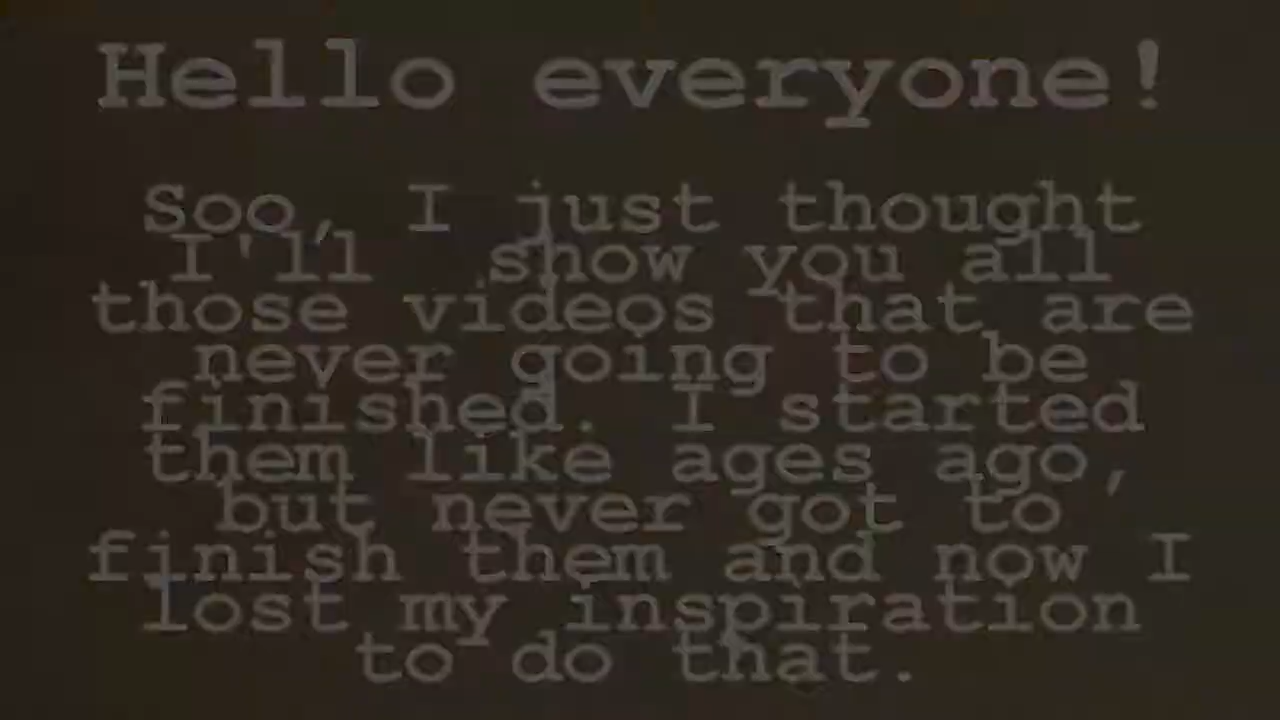 Hello everyone!
Soo, I just thought
I'll show you all
those videos that are
never going to be
finished. I started
them like ages ago,
but never got to
finish them and now I
lost my inspiration
to do that.